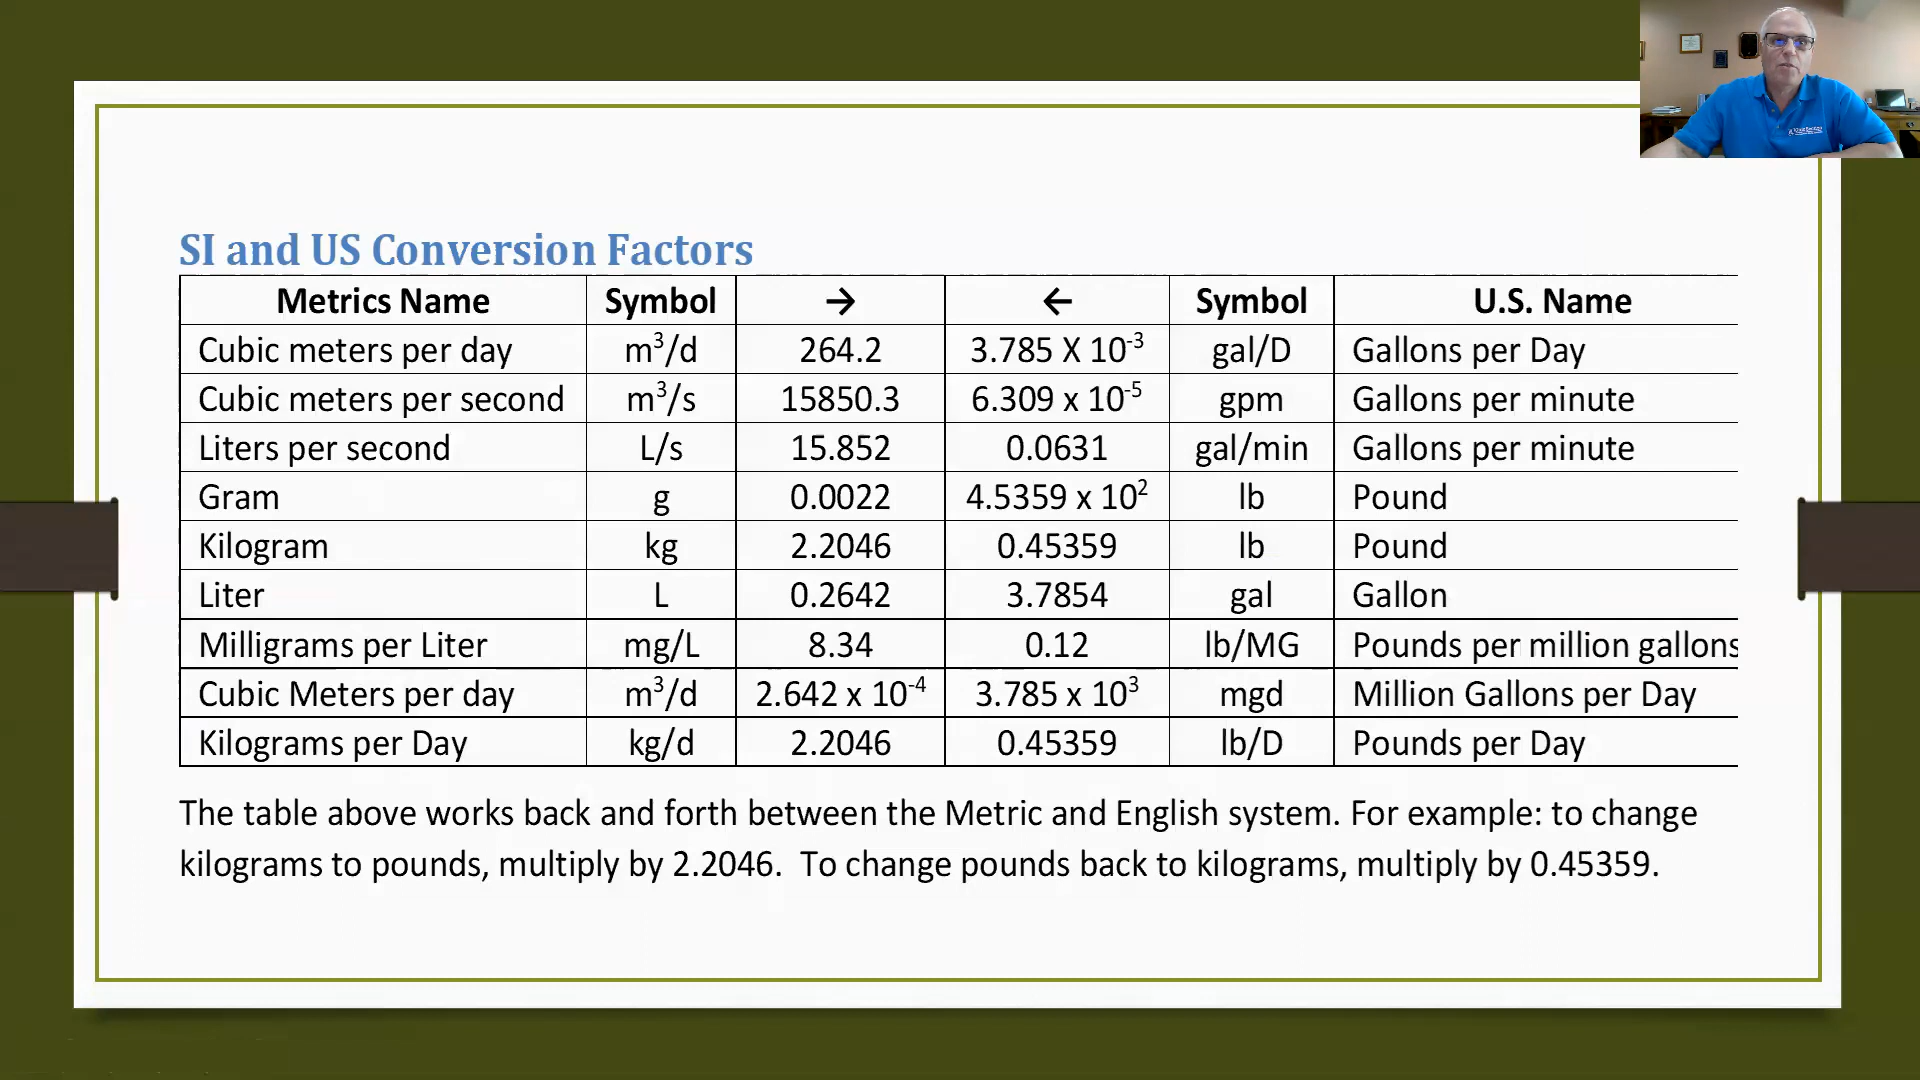 SI and US Conversion Factors
Metrics Name Symbol → ← Symbol U.S. Name
Cubic meters per day m³/d 264.2 3.785 X 10⁻³ gal/D Gallons per Day
Cubic meters per second m³/s 15850.3 6.309 x 10⁻⁵ gpm Gallons per minute
Liters per second L/s 15.852 0.0631 gal/min Gallons per minute
Gram g 0.0022 4.5359 x 10² lb Pound
Kilogram kg 2.2046 0.45359 lb Pound
Liter L 0.2642 3.7854 gal Gallon
Milligrams per Liter mg/L 8.34 0.12 lb/MG Pounds per million gallons
Cubic Meters per day m³/d 2.642 x 10⁻⁴ 3.785 x 10³ mgd Million Gallons per Day
Kilograms per Day kg/d 2.2046 0.45359 lb/D Pounds per Day
The table above works back and forth between the Metric and English system. For example: to change
kilograms to pounds, multiply by 2.2046.  To change pounds back to kilograms, multiply by 0.45359.